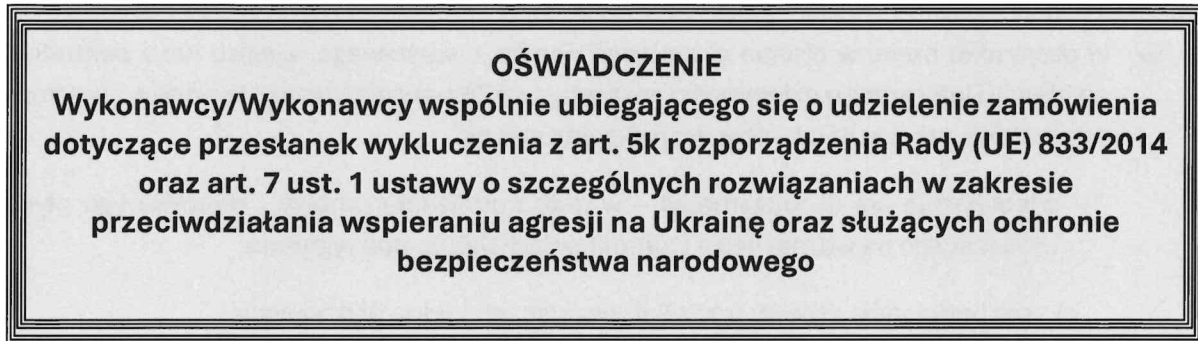 OŚWIADCZENIE
Wykonawcy/Wykonawcy wspólnie ubiegającego się o udzielenie zamówienia
dotyczące przesłanek wykluczenia z art. 5k rozporządzenia Rady (UE) 833/2014
oraz art. 7 ust. 1 ustawy o szczególnych rozwiązaniach w zakresie
przeciwdziałania wspieraniu agresji na Ukrainę oraz służących ochronie
bezpieczeństwa narodowego